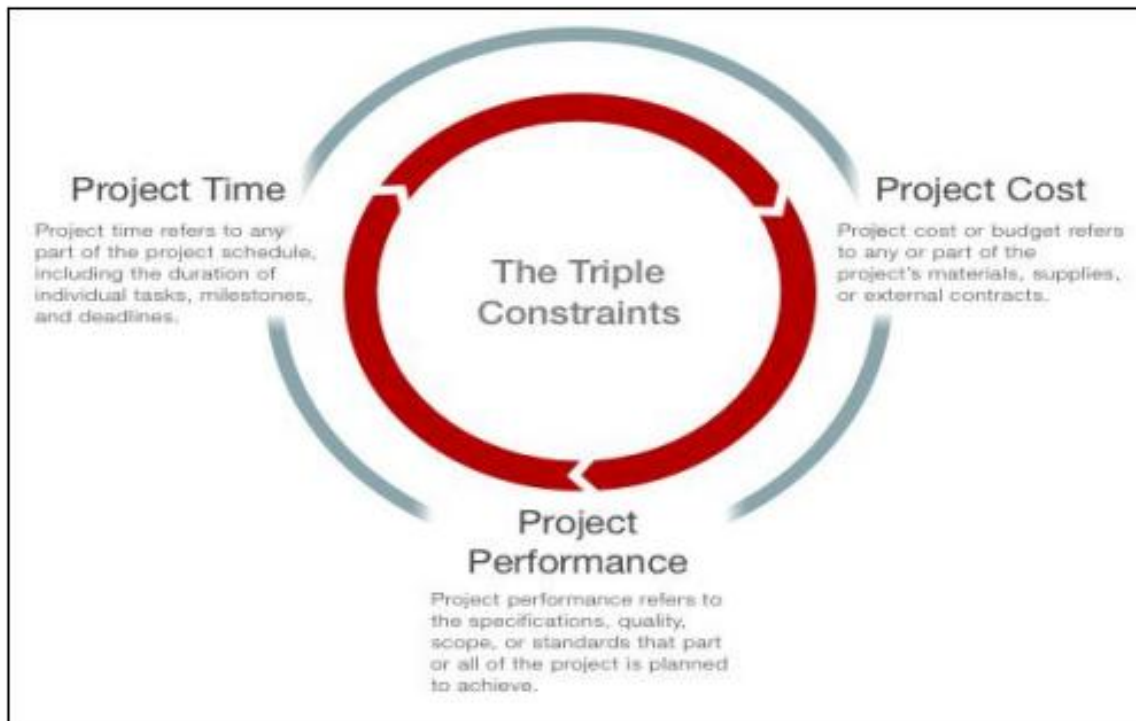 Project Time
Project time refers to any
part of the project schedule,
including the duration of
individual tasks, milestones,
and deadlines.
The Triple
Constraints
Project Cost
Project cost or budget refers
to any or part of the
project's materials, supplies,
or external contracts.
Project
Performance
Project performance refers to
the specifications, quality,
scope, or standards that part
or all of the project is planned
to achieve.